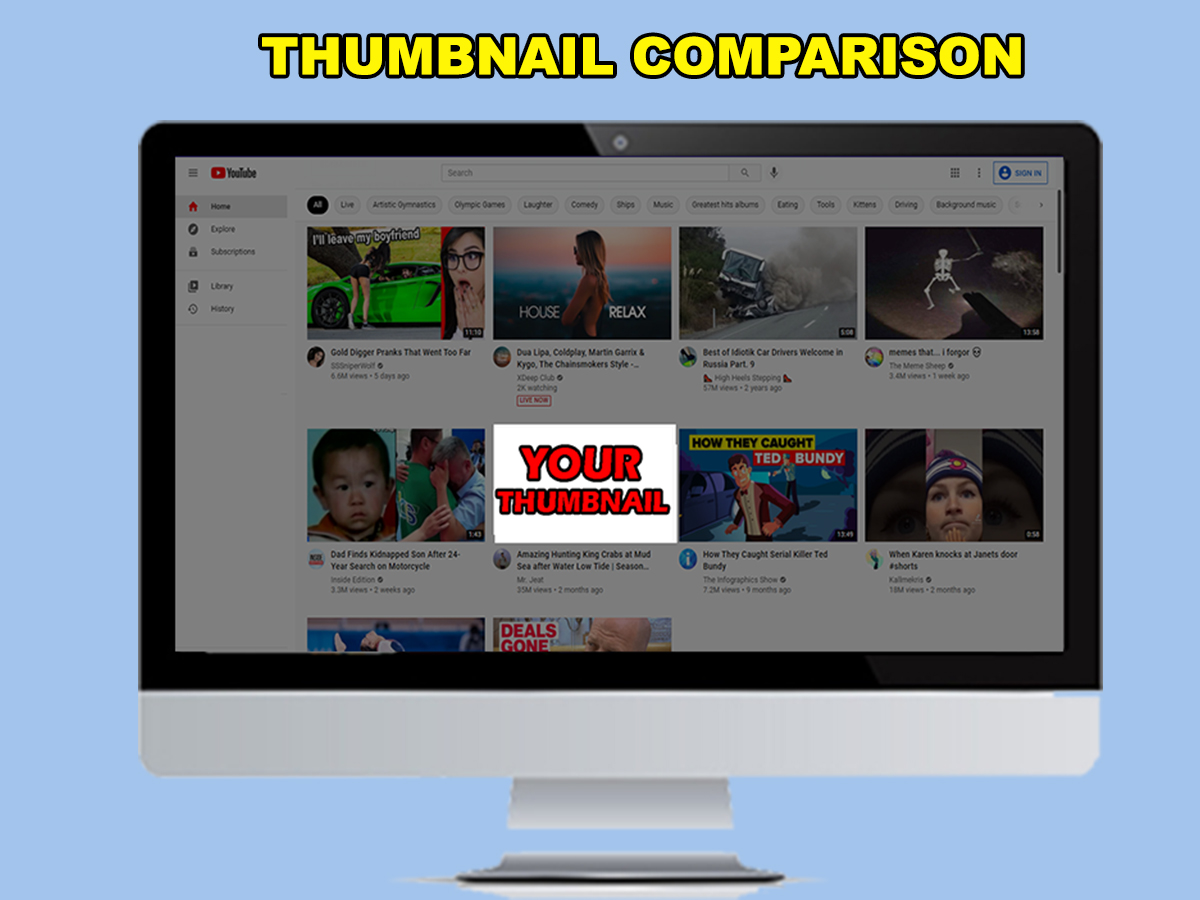 THUMBNAIL COMPARISON
YouTube
Search
SIGN IN
Home
Explore
Subscriptions
Library
History
All
Live
Artistic Gymnastics
Olympic Games
Laughter
Comedy
Ships
Music
Greatest hits albums
Eating
Tools
Kittens
Driving
Background music
I'll leave my boyfriend
11:10
Gold Digger Pranks That Went Too Far
SSSniperWolf
6.6M views • 5 days ago
HOUSE RELAX
Dua Lipa, Coldplay, Martin Garrix &
Kygo, The Chainsmokers Style -...
XDeep Club
2K watching
LIVE NOW
5:08
Best of Idiotik Car Drivers Welcome in
Russia Part. 9
👠 High Heels Stepping 👠
57M views • 2 years ago
13:58
memes that... i forgor 💀
The Meme Sheep
3.4M views • 1 week ago
1:43
Dad Finds Kidnapped Son After 24-
Year Search on Motorcycle
Inside Edition
3.3M views • 2 weeks ago
YOUR
THUMBNAIL
Amazing Hunting King Crabs at Mud
Sea after Water Low Tide | Season...
Mr. Jeat
35M views • 2 months ago
HOW THEY CAUGHT
TED BUNDY
13:49
How They Caught Serial Killer Ted
Bundy
The Infographics Show
7.2M views • 9 months ago
0:58
When Karen knocks at Janets door
#shorts
Kallmekris
18M views • 2 months ago
DEALS
GONE